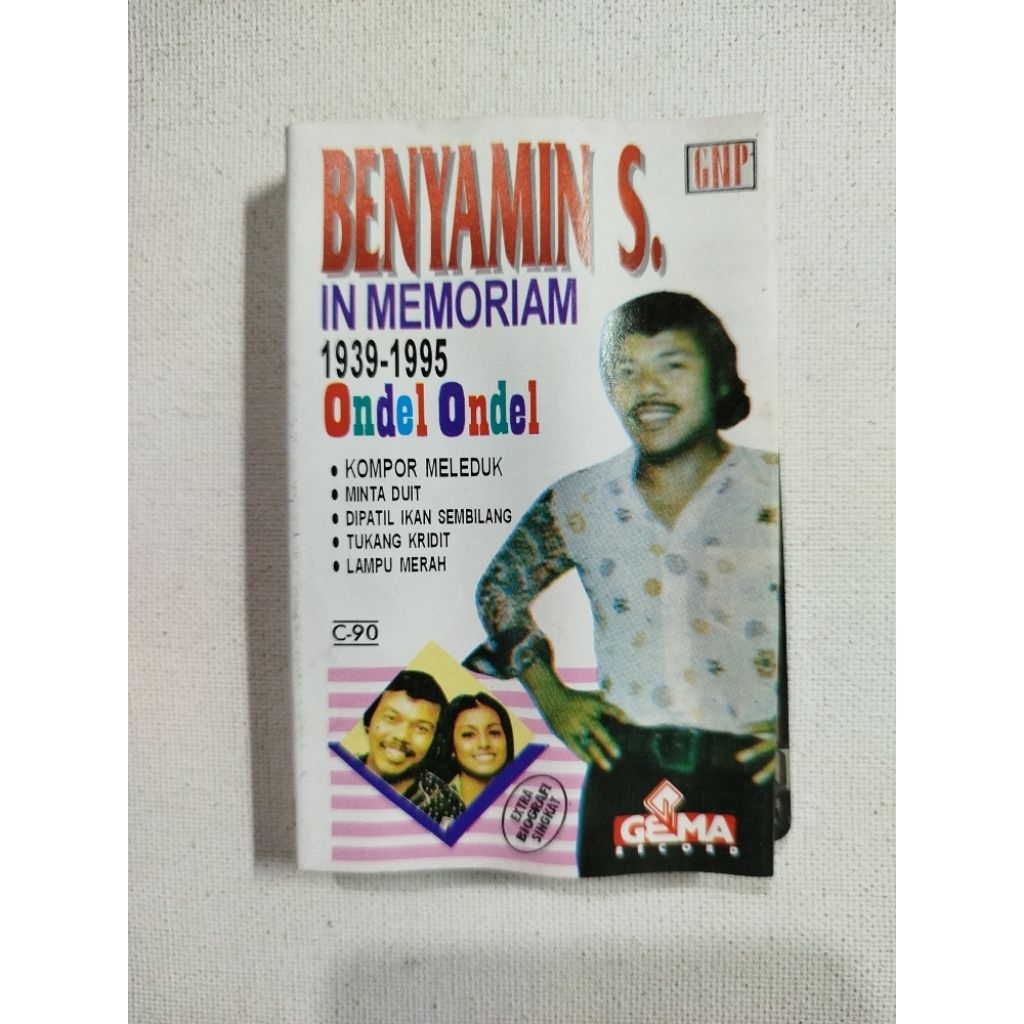 BENYAMIN S.
GMP
IN MEMORIAM
1939-1995
Ondel Ondel
• KOMPOR MELEDUK
• MINTA DUIT
• DIPATIL IKAN SEMBILANG
• TUKANG KRIDIT
• LAMPU MERAH
C-90
EXTRA
BIOGRAFI
SINGKAT
GEMA
RECORD